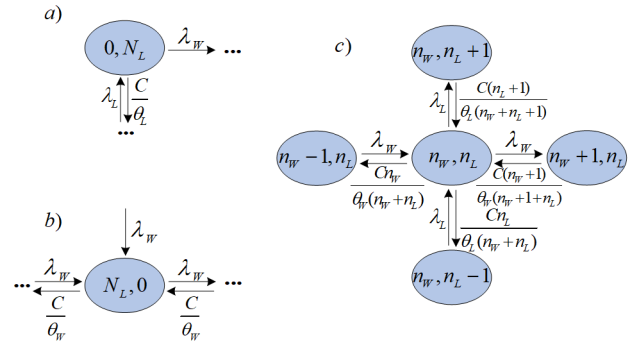 a)
0, N_L
λ_W
...
λ_L
C/θ_L
...
b)
λ_W
...
λ_W
C/θ_W
N_L, 0
λ_W
C/θ_W
...
c)
n_W, n_L + 1
λ_L
C(n_L + 1)/θ_L(n_W + n_L + 1)
n_W − 1, n_L
λ_W
Cn_W/θ_W(n_W + n_L)
n_W, n_L
λ_W
C(n_W + 1)/θ_W(n_W + 1 + n_L)
n_W + 1, n_L
λ_L
Cn_L/θ_L(n_W + n_L)
n_W, n_L − 1